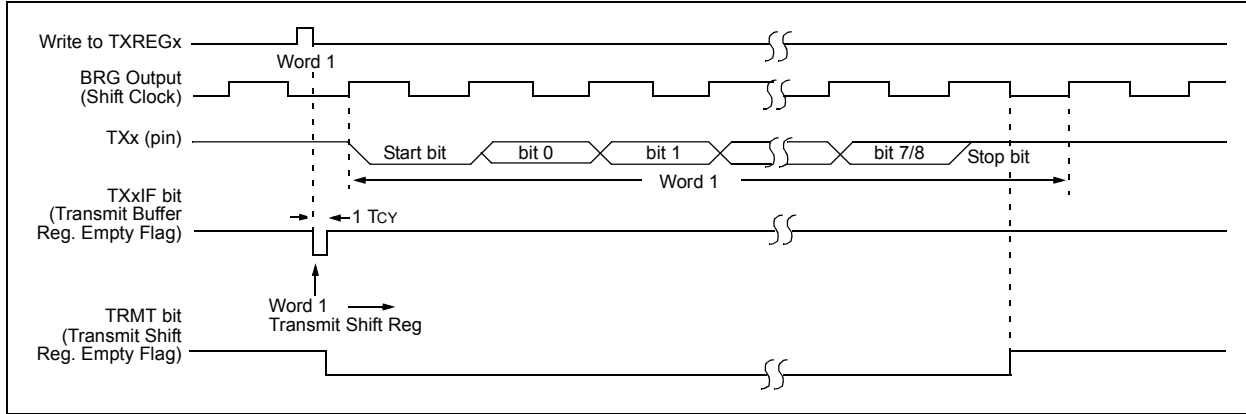 Write to TXREGx
Word 1
BRG Output
(Shift Clock)
TXx (pin)
Start bit
bit 0
bit 1
bit 7/8
Stop bit
Word 1
TXxIF bit
(Transmit Buffer
Reg. Empty Flag)
1 TCY
Word 1
Transmit Shift Reg
TRMT bit
(Transmit Shift
Reg. Empty Flag)